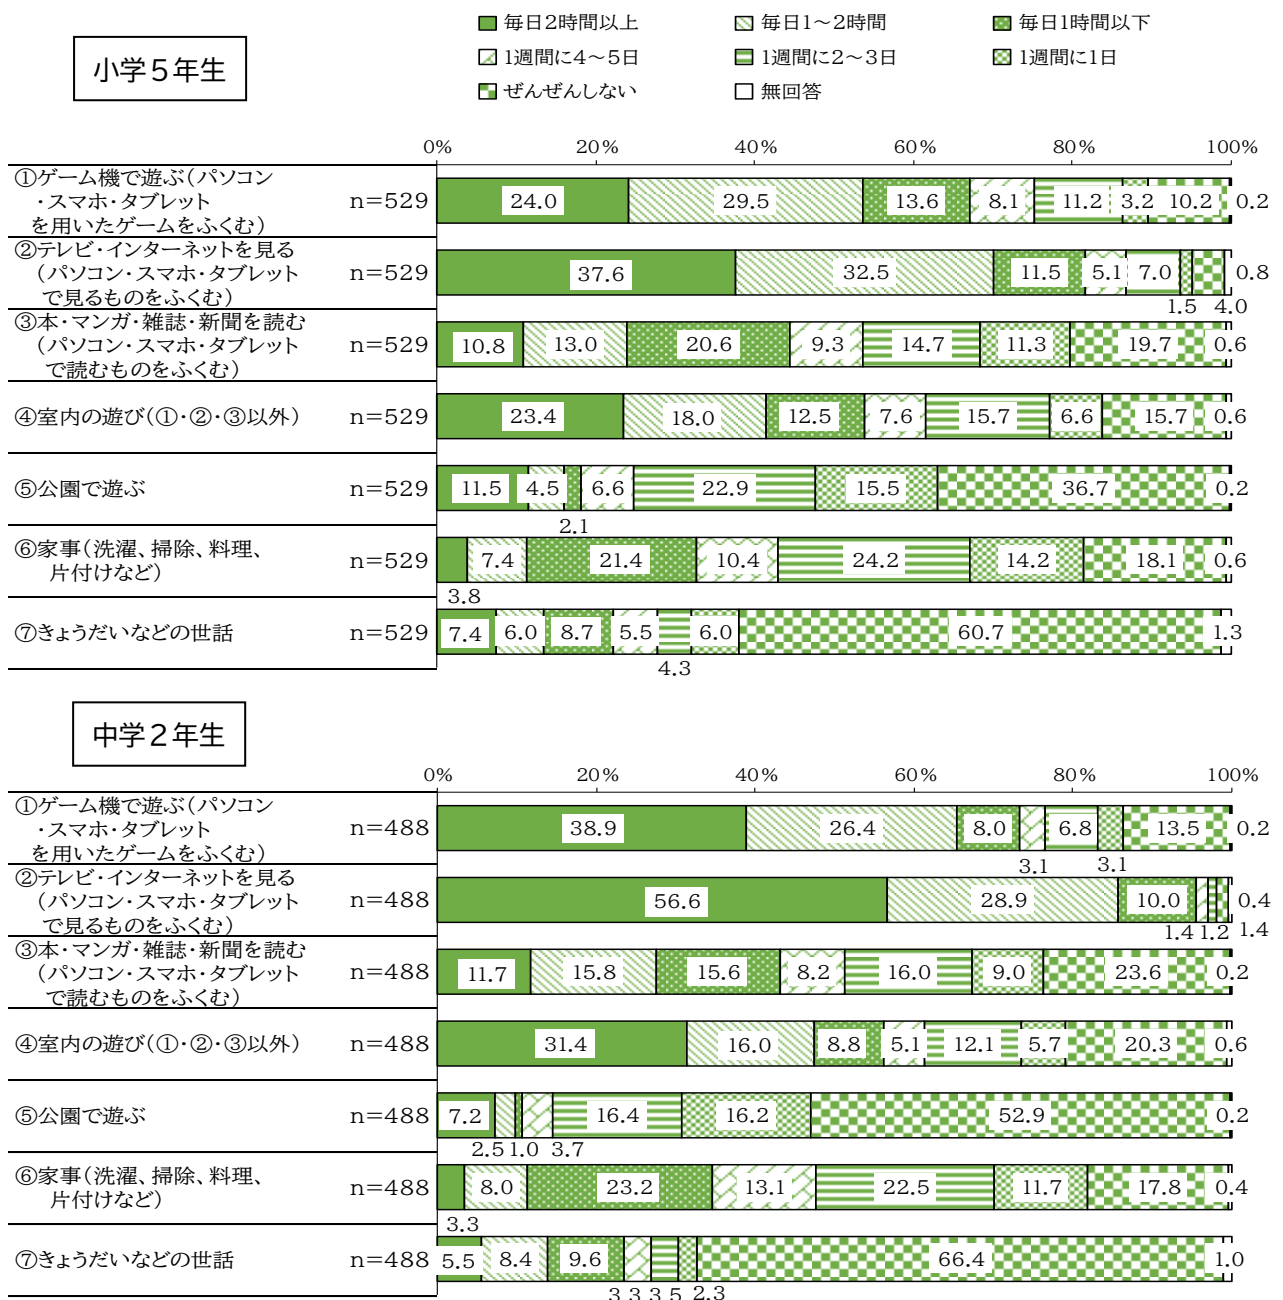 小学５年生
毎日2時間以上 毎日1～2時間 毎日1時間以下
1週間に4～5日 1週間に2～3日 1週間に1日
ぜんぜんしない 無回答
0% 20% 40% 60% 80% 100%
①ゲーム機で遊ぶ(パソコン
・スマホ・タブレット
を用いたゲームをふくむ)
n=529
24.0 29.5 13.6 8.1 11.2 3.2 10.2 0.2
②テレビ・インターネットを見る
(パソコン・スマホ・タブレット
で見るものをふくむ)
n=529
37.6 32.5 11.5 5.1 7.0 0.8
1.5 4.0
③本・マンガ・雑誌・新聞を読む
(パソコン・スマホ・タブレット
で読むものをふくむ)
n=529
10.8 13.0 20.6 9.3 14.7 11.3 19.7 0.6
④室内の遊び(①・②・③以外) n=529
23.4 18.0 12.5 7.6 15.7 6.6 15.7 0.6
⑤公園で遊ぶ n=529
11.5 4.5 6.6 22.9 15.5 36.7 0.2
2.1
⑥家事(洗濯、掃除、料理、
片付けなど)
n=529
7.4 21.4 10.4 24.2 14.2 18.1 0.6
3.8
⑦きょうだいなどの世話 n=529
7.4 6.0 8.7 5.5 6.0 60.7 1.3
4.3
中学２年生
0% 20% 40% 60% 80% 100%
①ゲーム機で遊ぶ(パソコン
・スマホ・タブレット
を用いたゲームをふくむ)
n=488
38.9 26.4 8.0 6.8 13.5 0.2
3.1 3.1
②テレビ・インターネットを見る
(パソコン・スマホ・タブレット
で見るものをふくむ)
n=488
56.6 28.9 10.0 0.4
1.4 1.2 1.4
③本・マンガ・雑誌・新聞を読む
(パソコン・スマホ・タブレット
で読むものをふくむ)
n=488
11.7 15.8 15.6 8.2 16.0 9.0 23.6 0.2
④室内の遊び(①・②・③以外) n=488
31.4 16.0 8.8 5.1 12.1 5.7 20.3 0.6
⑤公園で遊ぶ n=488
7.2 16.4 16.2 52.9 0.2
2.5 1.0 3.7
⑥家事(洗濯、掃除、料理、
片付けなど)
n=488
8.0 23.2 13.1 22.5 11.7 17.8 0.4
3.3
⑦きょうだいなどの世話 n=488
5.5 8.4 9.6 66.4 1.0
3.3 3.5 2.3